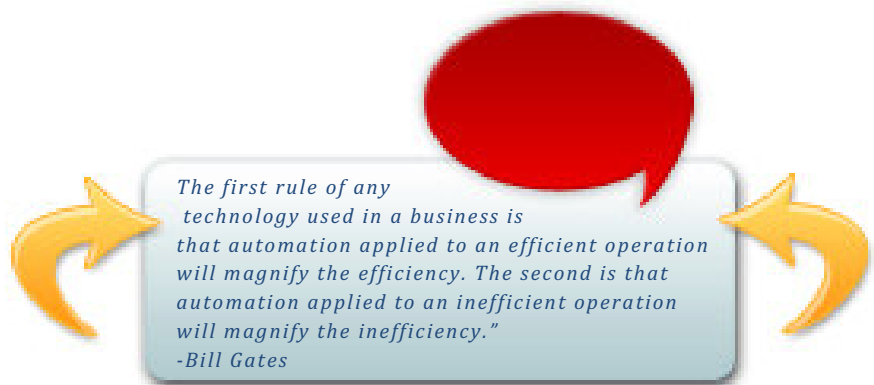 The first rule of any
technology used in a business is
that automation applied to an efficient operation
will magnify the efficiency. The second is that
automation applied to an inefficient operation
will magnify the inefficiency.”
-Bill Gates